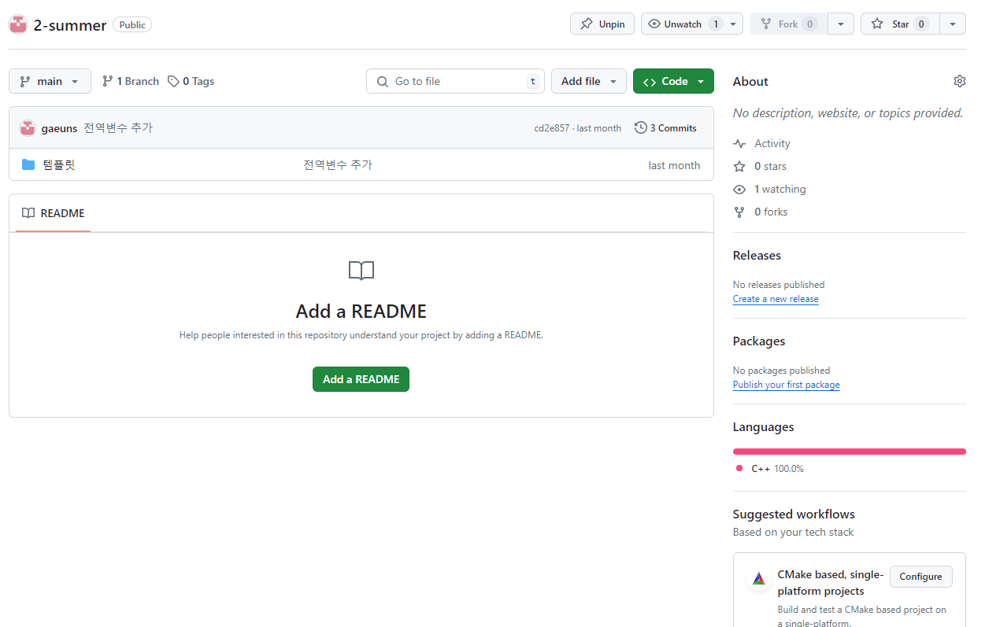 2-summer Public Unpin Unwatch 1 Fork 0 Star 0
main 1 Branch 0 Tags Go to file t Add file Code
gaeuns 전역변수 추가 cd2e857 · last month 3 Commits
템플릿 전역변수 추가 last month
README
Add a README
Help people interested in this repository understand your project by adding a README.
Add a README
About
No description, website, or topics provided.
Activity
0 stars
1 watching
0 forks
Releases
No releases published
Create a new release
Packages
No packages published
Publish your first package
Languages
C++ 100.0%
Suggested workflows
Based on your tech stack
CMake based, single-
platform projects
Configure
Build and test a CMake based project on
a single-platform.